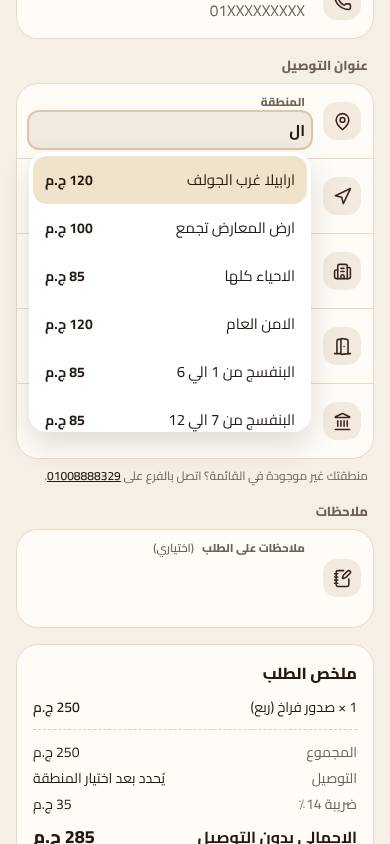 01XXXXXXXXX
عنوان التوصيل
المنطقة
ال
ارابيلا غرب الجولف 120 ج.م
ارض المعارض تجمع 100 ج.م
الاحياء كلها 85 ج.م
الامن العام 120 ج.م
البنفسج من 1 الي 6 85 ج.م
البنفسج من 7 الي 12 85 ج.م
منطقتك غير موجودة في القائمة؟ اتصل بالفرع على 01008888329.
ملاحظات
ملاحظات على الطلب (اختياري)
ملخص الطلب
1 × صدور فراخ (ربع) 250 ج.م
المجموع 250 ج.م
التوصيل يُحدد بعد اختيار المنطقة
ضريبة 14٪ 35 ج.م
الإجمالي بدون التوصيل 285 ج.م